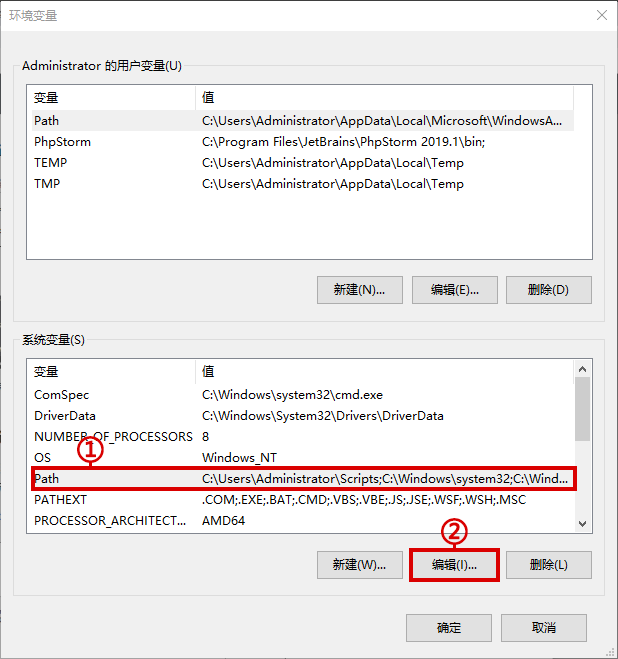 环境变量
Administrator 的用户变量(U)
变量 值
Path C:\Users\Administrator\AppData\Local\Microsoft\WindowsA...
PhpStorm C:\Program Files\JetBrains\PhpStorm 2019.1\bin;
TEMP C:\Users\Administrator\AppData\Local\Temp
TMP C:\Users\Administrator\AppData\Local\Temp
新建(N)... 编辑(E)... 删除(D)
系统变量(S)
变量 值
ComSpec C:\Windows\system32\cmd.exe
DriverData C:\Windows\System32\Drivers\DriverData
NUMBER_OF_PROCESSORS 8
①
OS Windows_NT
Path C:\Users\Administrator\Scripts;C:\Windows\system32;C:\Wind...
PATHEXT .COM;.EXE;.BAT;.CMD;.VBS;.VBE;.JS;.JSE;.WSF;.WSH;.MSC
PROCESSOR_ARCHITECT... AMD64
②
新建(W)... 编辑(I)... 删除(L)
确定 取消